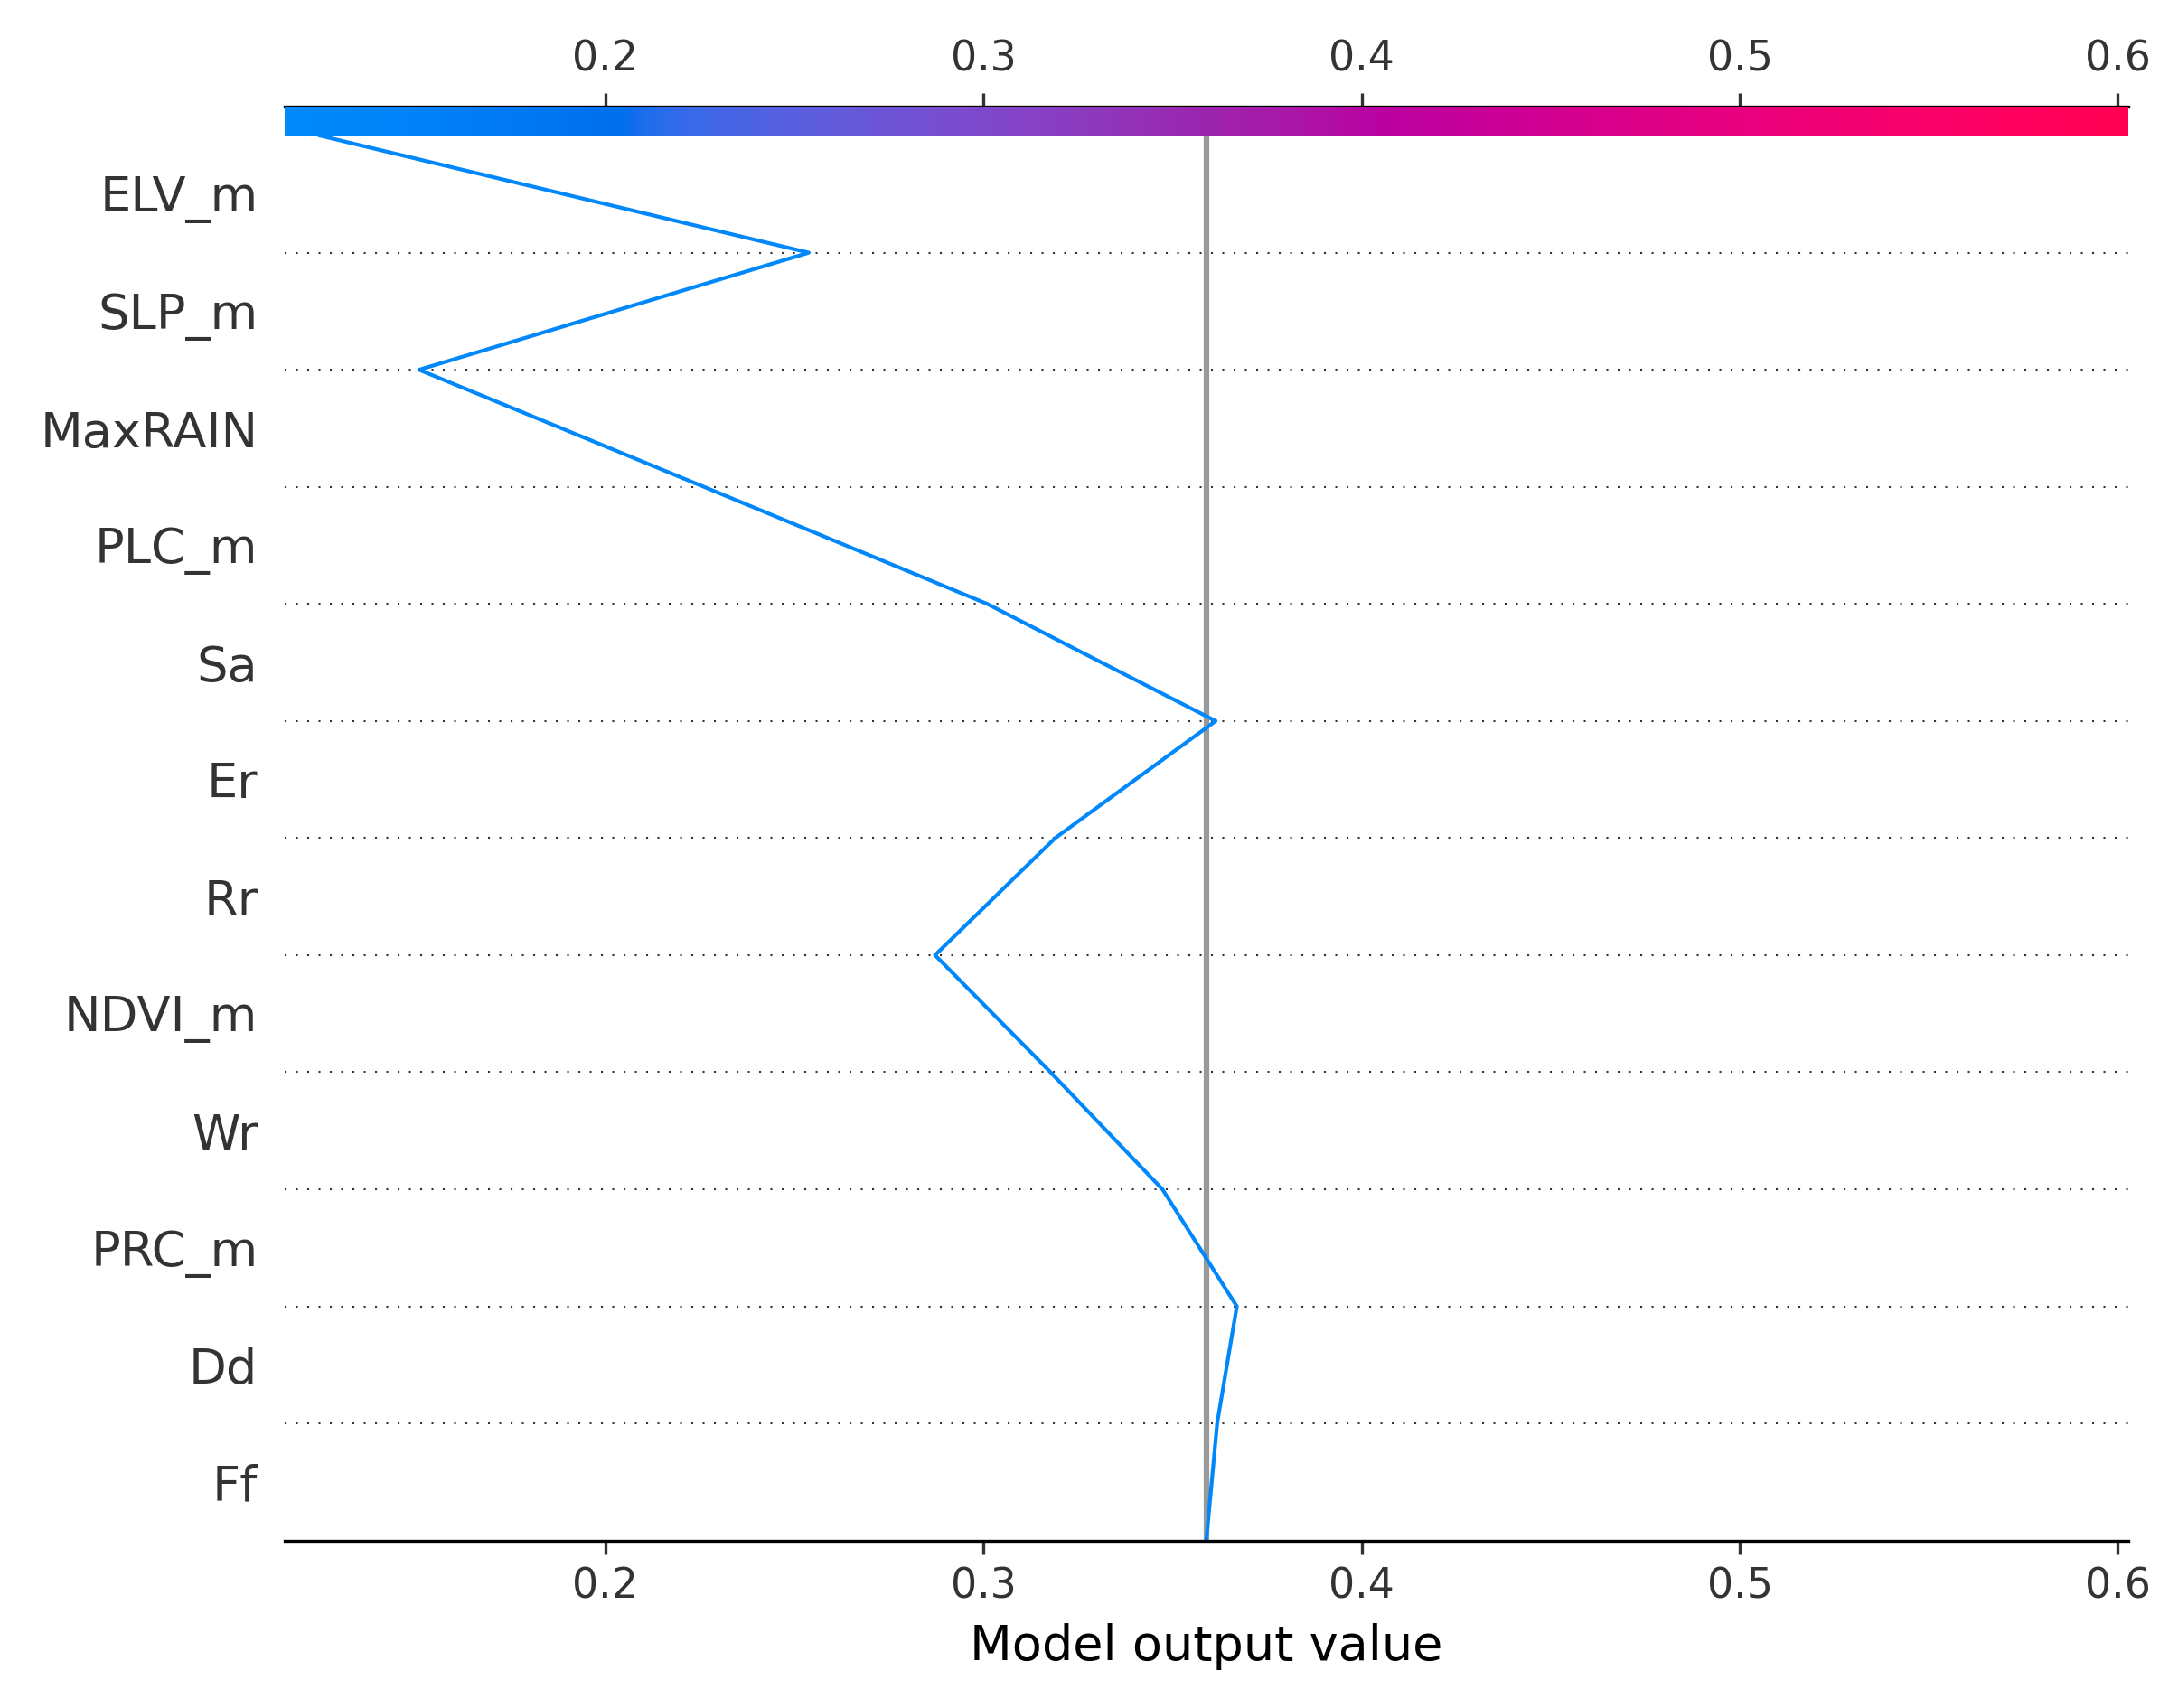 0.2 0.3 0.4 0.5 0.6
ELV_m
SLP_m
MaxRAIN
PLC_m
Sa
Er
Rr
NDVI_m
Wr
PRC_m
Dd
Ff
0.2 0.3 0.4 0.5 0.6
Model output value